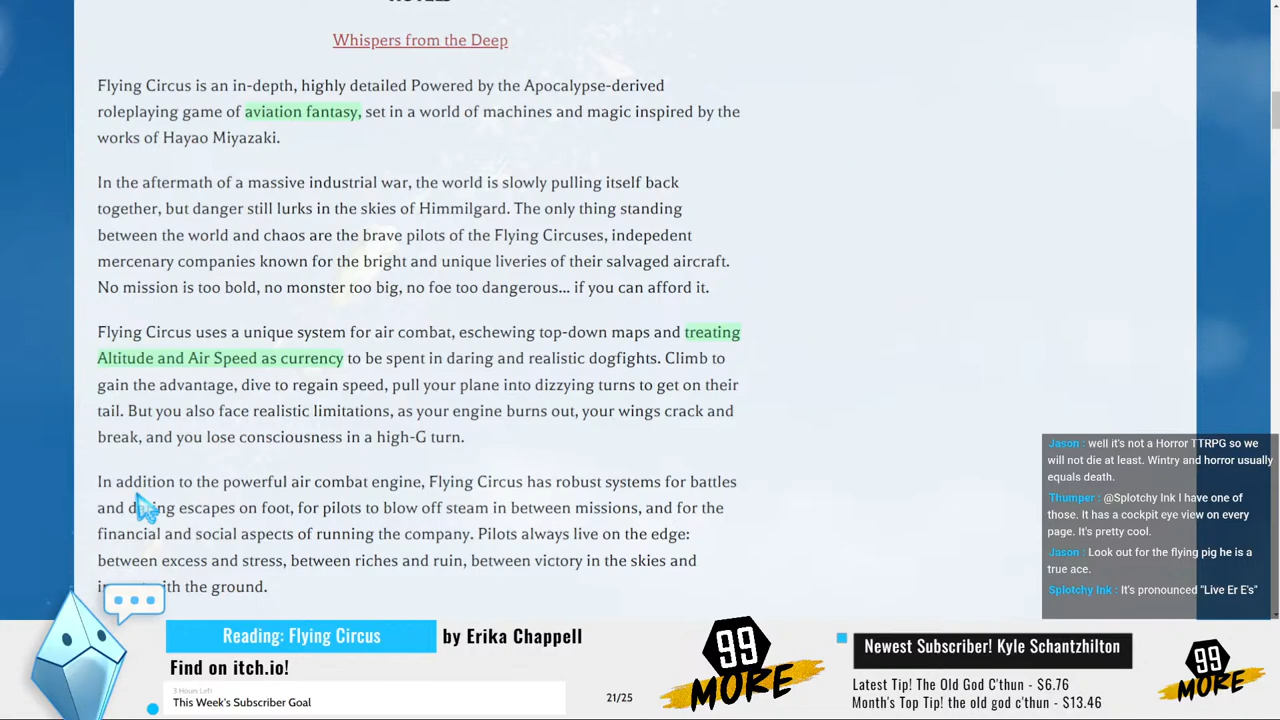 Whispers from the Deep
Flying Circus is an in-depth, highly detailed Powered by the Apocalypse-derived
roleplaying game of aviation fantasy, set in a world of machines and magic inspired by the
works of Hayao Miyazaki.
In the aftermath of a massive industrial war, the world is slowly pulling itself back
together, but danger still lurks in the skies of Himmilgard. The only thing standing
between the world and chaos are the brave pilots of the Flying Circuses, indepedent
mercenary companies known for the bright and unique liveries of their salvaged aircraft.
No mission is too bold, no monster too big, no foe too dangerous... if you can afford it.
Flying Circus uses a unique system for air combat, eschewing top-down maps and treating
Altitude and Air Speed as currency to be spent in daring and realistic dogfights. Climb to
gain the advantage, dive to regain speed, pull your plane into dizzying turns to get on their
tail. But you also face realistic limitations, as your engine burns out, your wings crack and
break, and you lose consciousness in a high-G turn.
In addition to the powerful air combat engine, Flying Circus has robust systems for battles
and escapes on foot, for pilots to blow off steam in between missions, and for the
financial and social aspects of running the company. Pilots always live on the edge:
between excess and stress, between riches and ruin, between victory in the skies and
with the ground.
Jason : well it's not a Horror TTRPG so we
will not die at least. Wintry and horror usually
equals death.
Thumper : @Splotchy Ink I have one of
those. It has a cockpit eye view on every
page. It's pretty cool.
Jason : Look out for the flying pig he is a
true ace.
Splotchy Ink : It's pronounced "Live Er E's"
Reading: Flying Circus by Erika Chappell
Find on itch.io!
3 Hours Left
This Week's Subscriber Goal
21/25
99
MORE
Newest Subscriber! Kyle Schantzhilton
Latest Tip! The Old God C'thun - $6.76
Month's Top Tip! the old god c'thun - $13.46
99
MORE